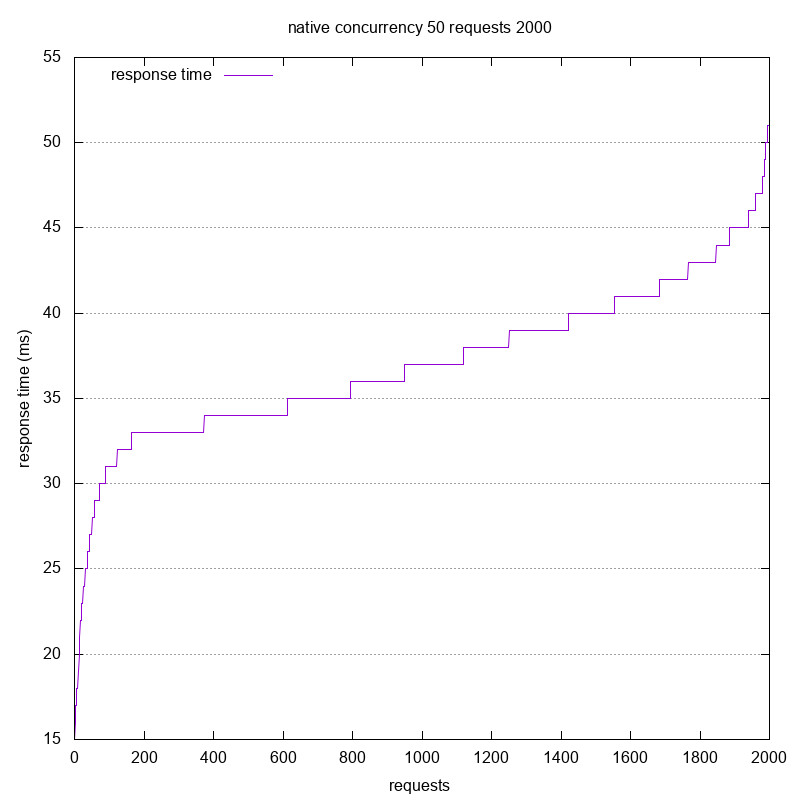 native concurrency 50 requests 2000
response time
55
50
45
40
35
30
25
20
15
response time (ms)
0 200 400 600 800 1000 1200 1400 1600 1800 2000
requests